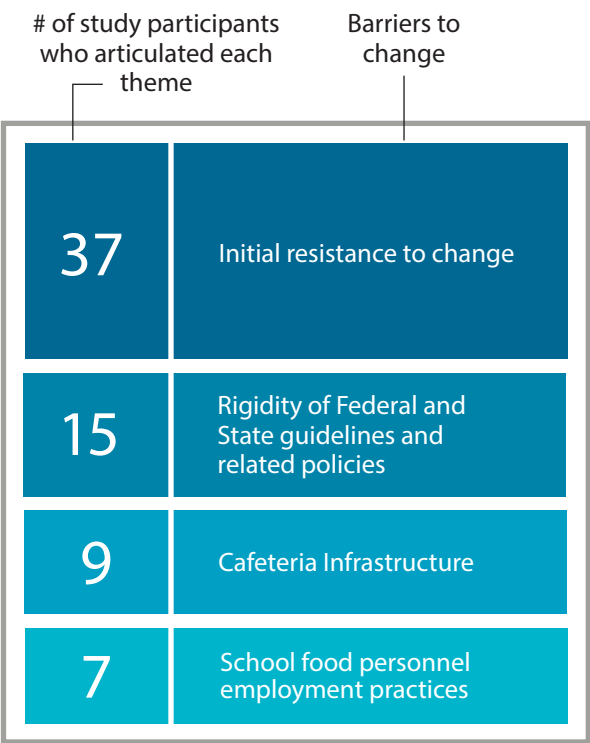 # of study participants
who articulated each
theme
Barriers to
change
37
Initial resistance to change
15
Rigidity of Federal and
State guidelines and
related policies
9
Cafeteria Infrastructure
7
School food personnel
employment practices